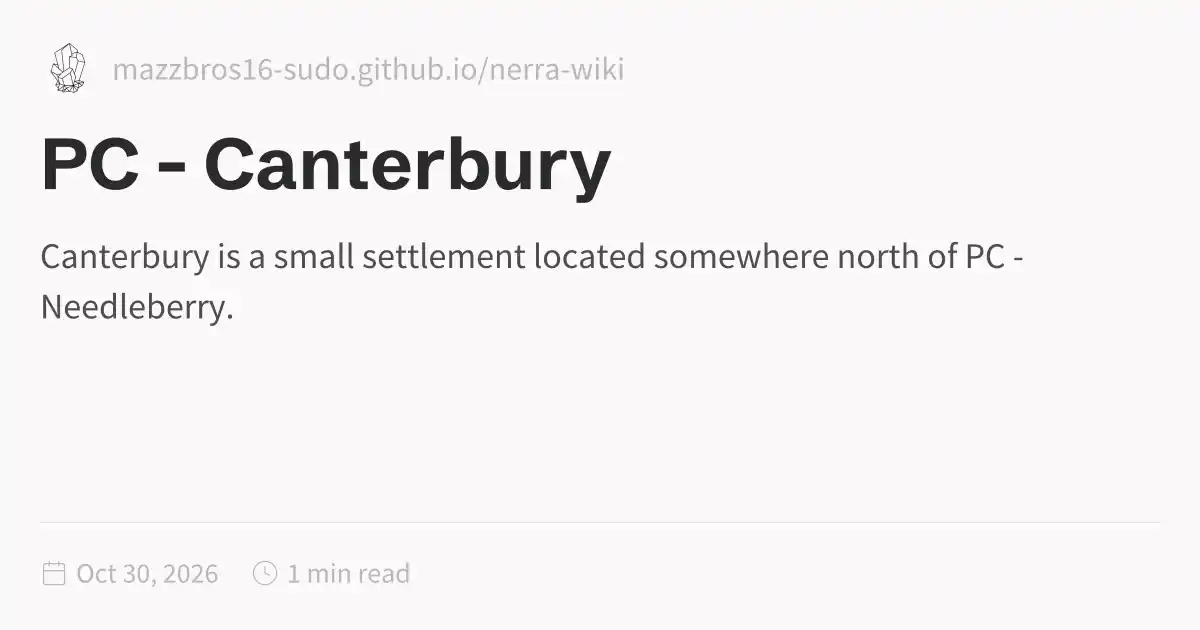 mazzbros16-sudo.github.io/nerra-wiki
PC - Canterbury
Canterbury is a small settlement located somewhere north of PC -
Needleberry.
Oct 30, 2026 1 min read